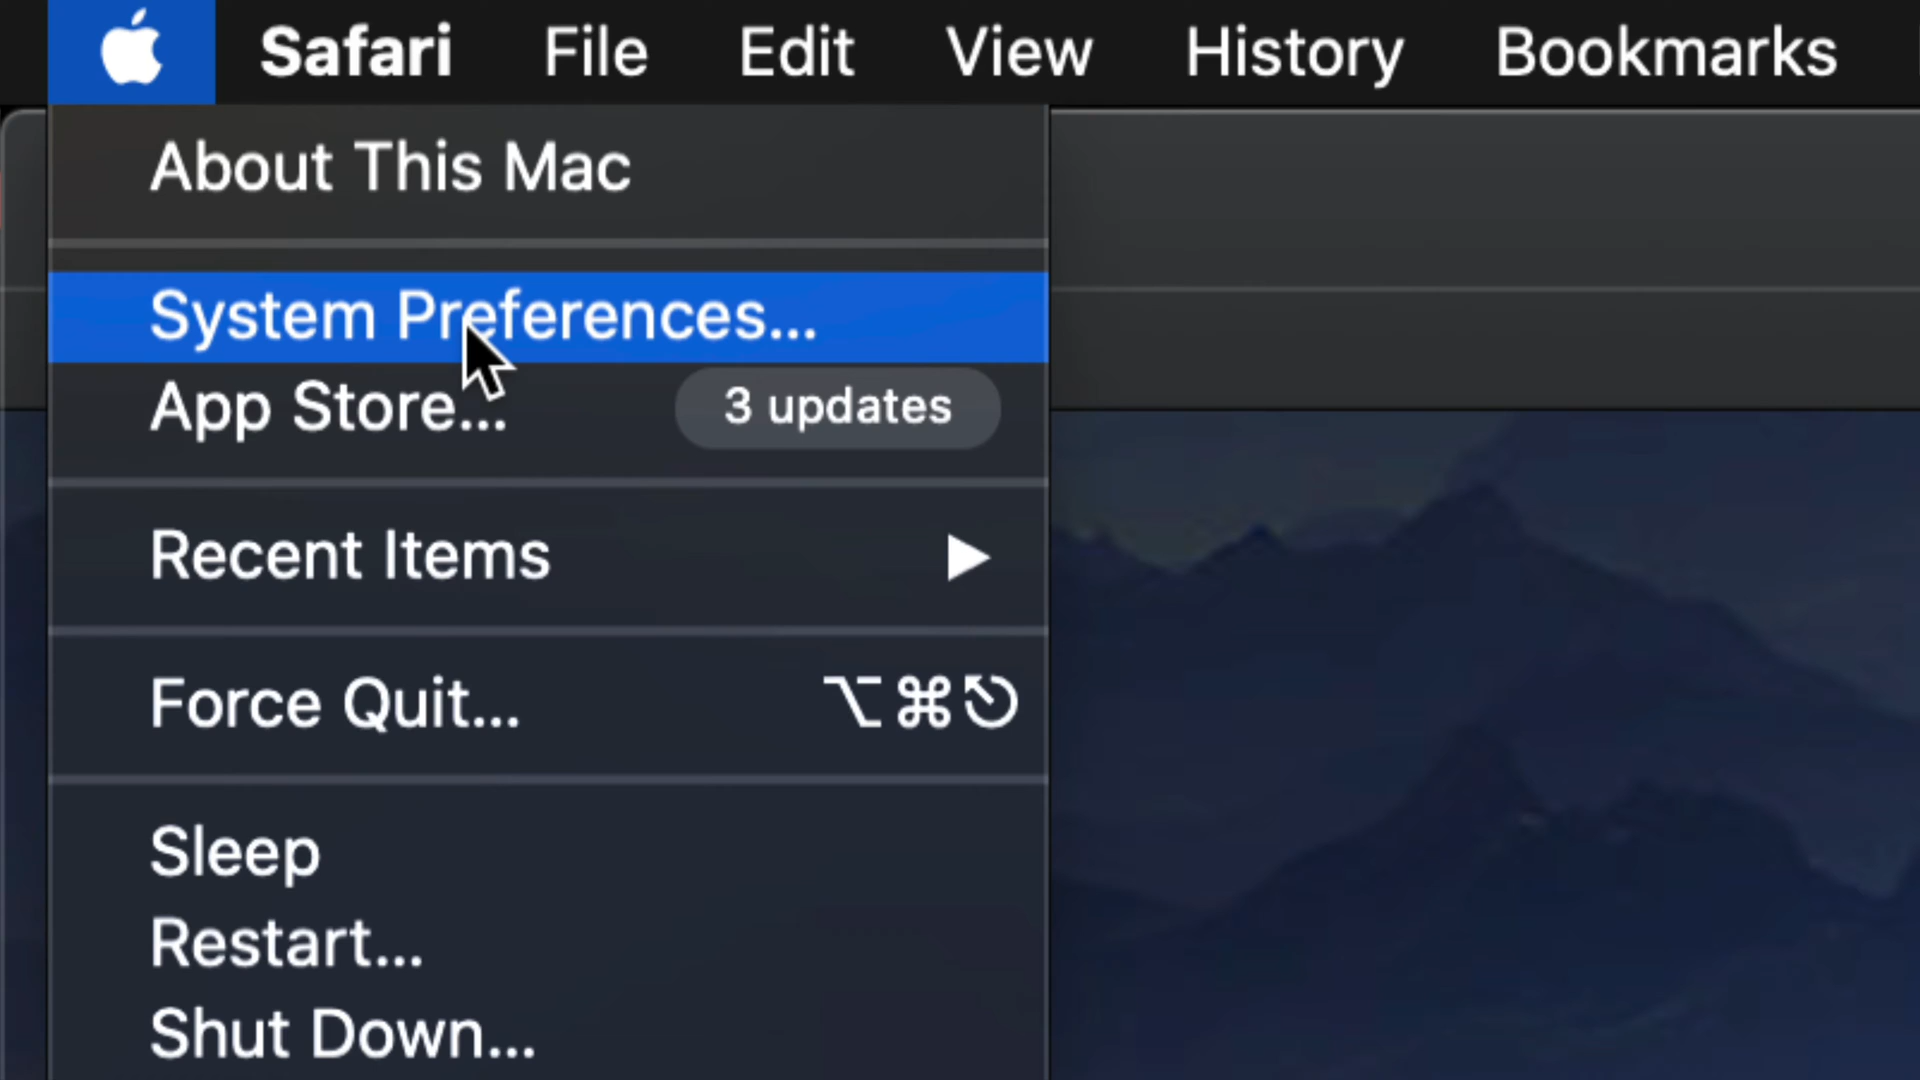 Safari File Edit View History Bookmarks
About This Mac
System Preferences...
App Store... 3 updates
Recent Items ▶
Force Quit... ⌥⌘⎋
Sleep
Restart...
Shut Down...